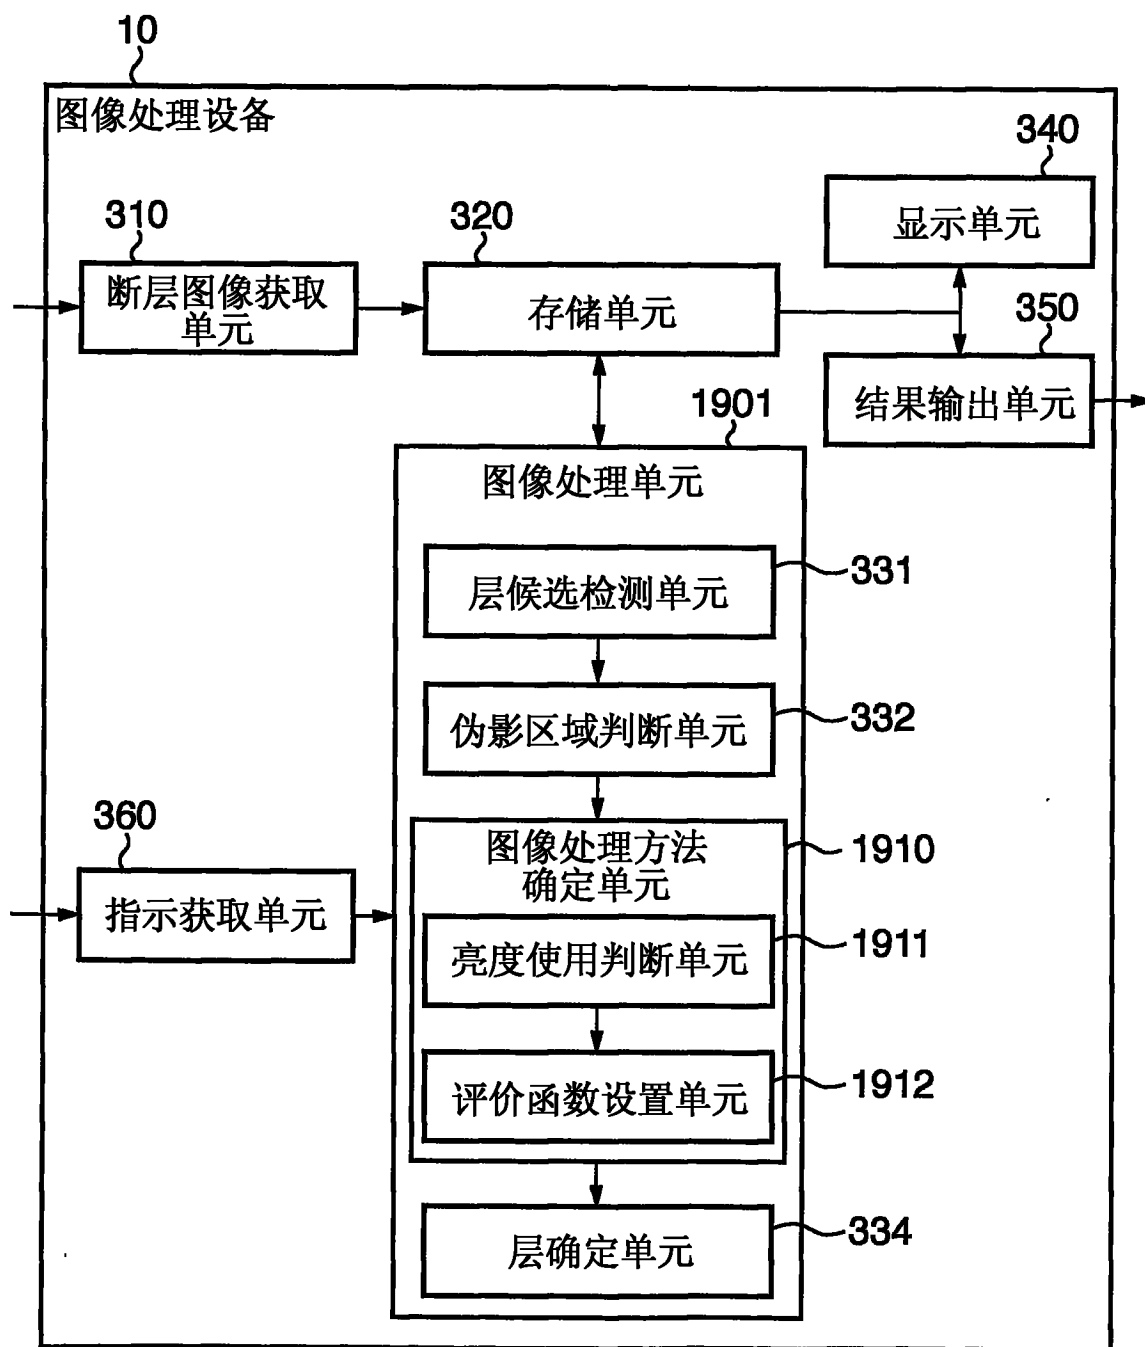 10
图像处理设备
340
显示单元
310
断层图像获取
单元
320
存储单元
350
结果输出单元
1901
图像处理单元
331
层候选检测单元
332
伪影区域判断单元
360
指示获取单元
图像处理方法
确定单元
1910
亮度使用判断单元
1911
评价函数设置单元
1912
层确定单元
334